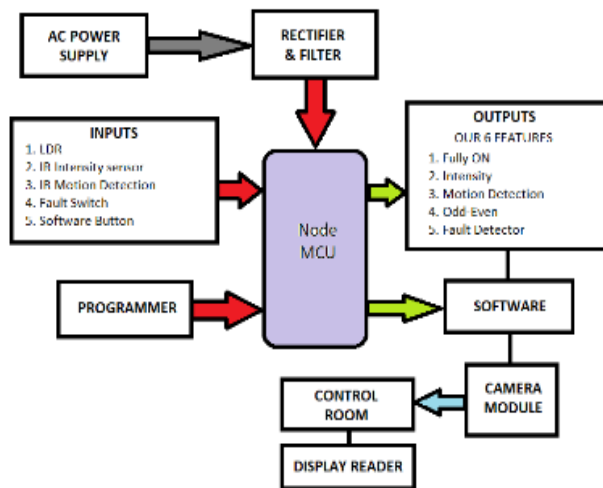 AC POWER
SUPPLY
RECTIFIER
& FILTER
INPUTS
1. LDR
2. IR Intensity sensor
3. IR Motion Detection
4. Fault Switch
5. Software Button
OUTPUTS
OUR 6 FEATURES
1. Fully ON
2. Intensity
3. Motion Detection
4. Odd-Even
5. Fault Detector
Node
MCU
PROGRAMMER
SOFTWARE
CAMERA
MODULE
CONTROL
ROOM
DISPLAY READER